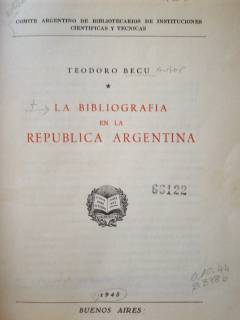 COMITE ARGENTINO DE BIBLIOTECARIOS DE INSTITUCIONES
CIENTIFICAS Y TECNICAS
TEODORO BECU
LA BIBLIOGRAFIA
EN LA
REPUBLICA ARGENTINA
66122
1945
BUENOS AIRES